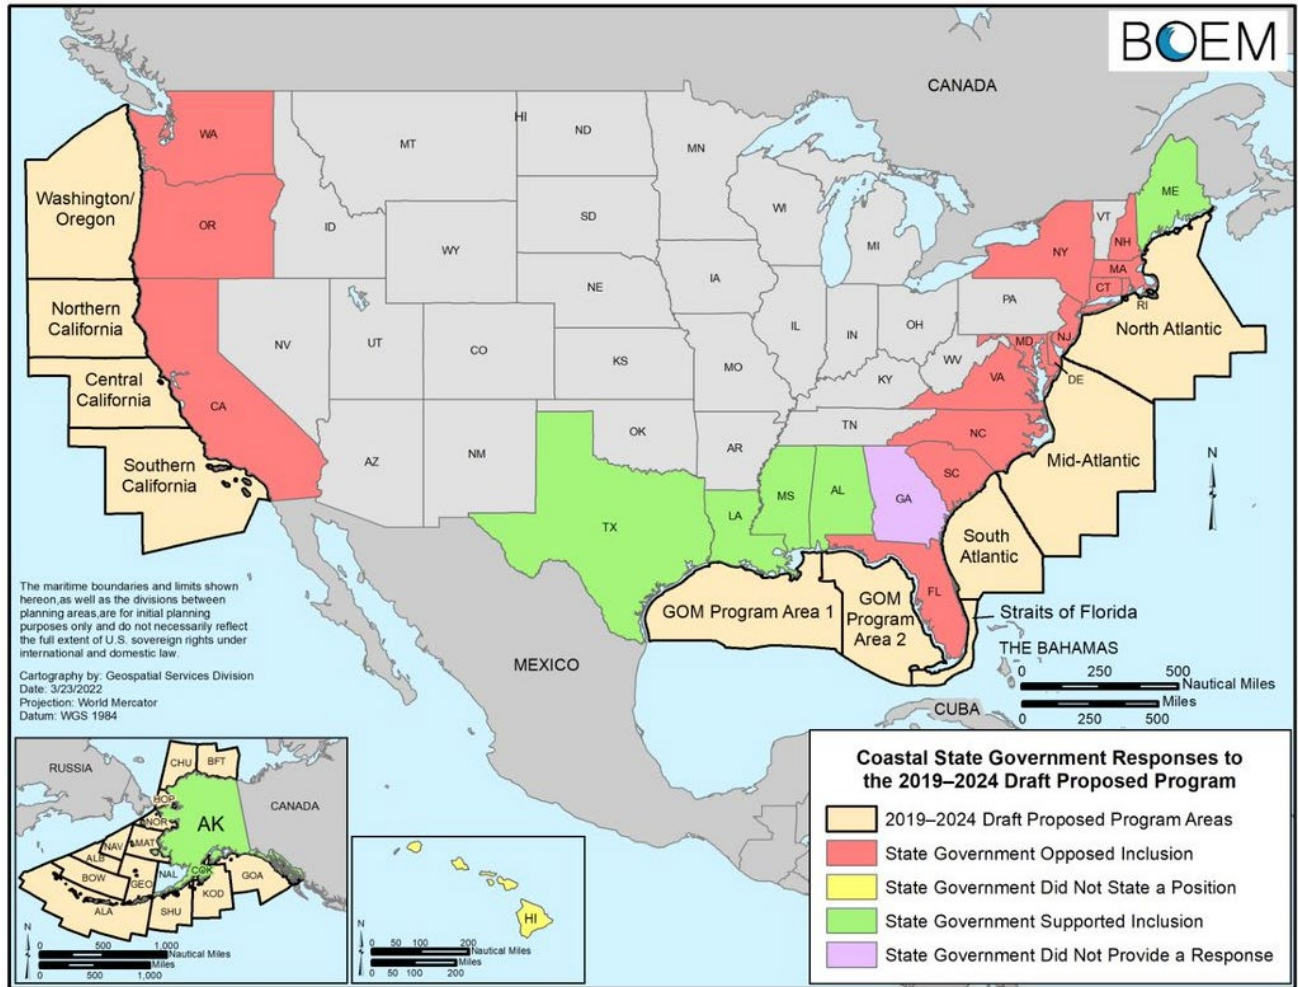 BOEM
CANADA
WA
MT
HI
ND
MN
ME
Washington/
Oregon
OR
ID
SD
WI
MI
VT
NH
NY
MA
WY
IA
CT
RI
Northern
California
NE
PA
North Atlantic
NV
UT
CO
IL
IN
OH
NJ
MD
KS
MO
WV
VA
DE
KY
Central
California
CA
TN
NC
OK
AZ
NM
AR
Mid-Atlantic
Southern
California
SC
MS
AL
GA
N
TX
LA
South
Atlantic
FL
GOM Program Area 1
GOM
Program
Area 2
Straits of Florida
THE BAHAMAS
The maritime boundaries and limits shown
hereon,as well as the divisions between
planning areas,are for initial planning
purposes only and do not necessarily reflect
the full extent of U.S. sovereign rights under
international and domestic law.
Cartography by: Geospatial Services Division
Date: 3/23/2022
Projection: World Mercator
Datum: WGS 1984
MEXICO
0 250 500
Nautical Miles
Miles
0 250 500
CUBA
RUSSIA
CHU
BFT
CANADA
HOP
AK
NOR
MAT
NAV
ALB
NAL
COK
BOW
GEO
GOA
KOD
ALA
SHU
N
0 500 1,000
Nautical Miles
Miles
0 500 1,000
HI
N
0 50 100 200
Nautical Miles
Miles
0 50 100 200
Coastal State Government Responses to
the 2019–2024 Draft Proposed Program
2019–2024 Draft Proposed Program Areas
State Government Opposed Inclusion
State Government Did Not State a Position
State Government Supported Inclusion
State Government Did Not Provide a Response